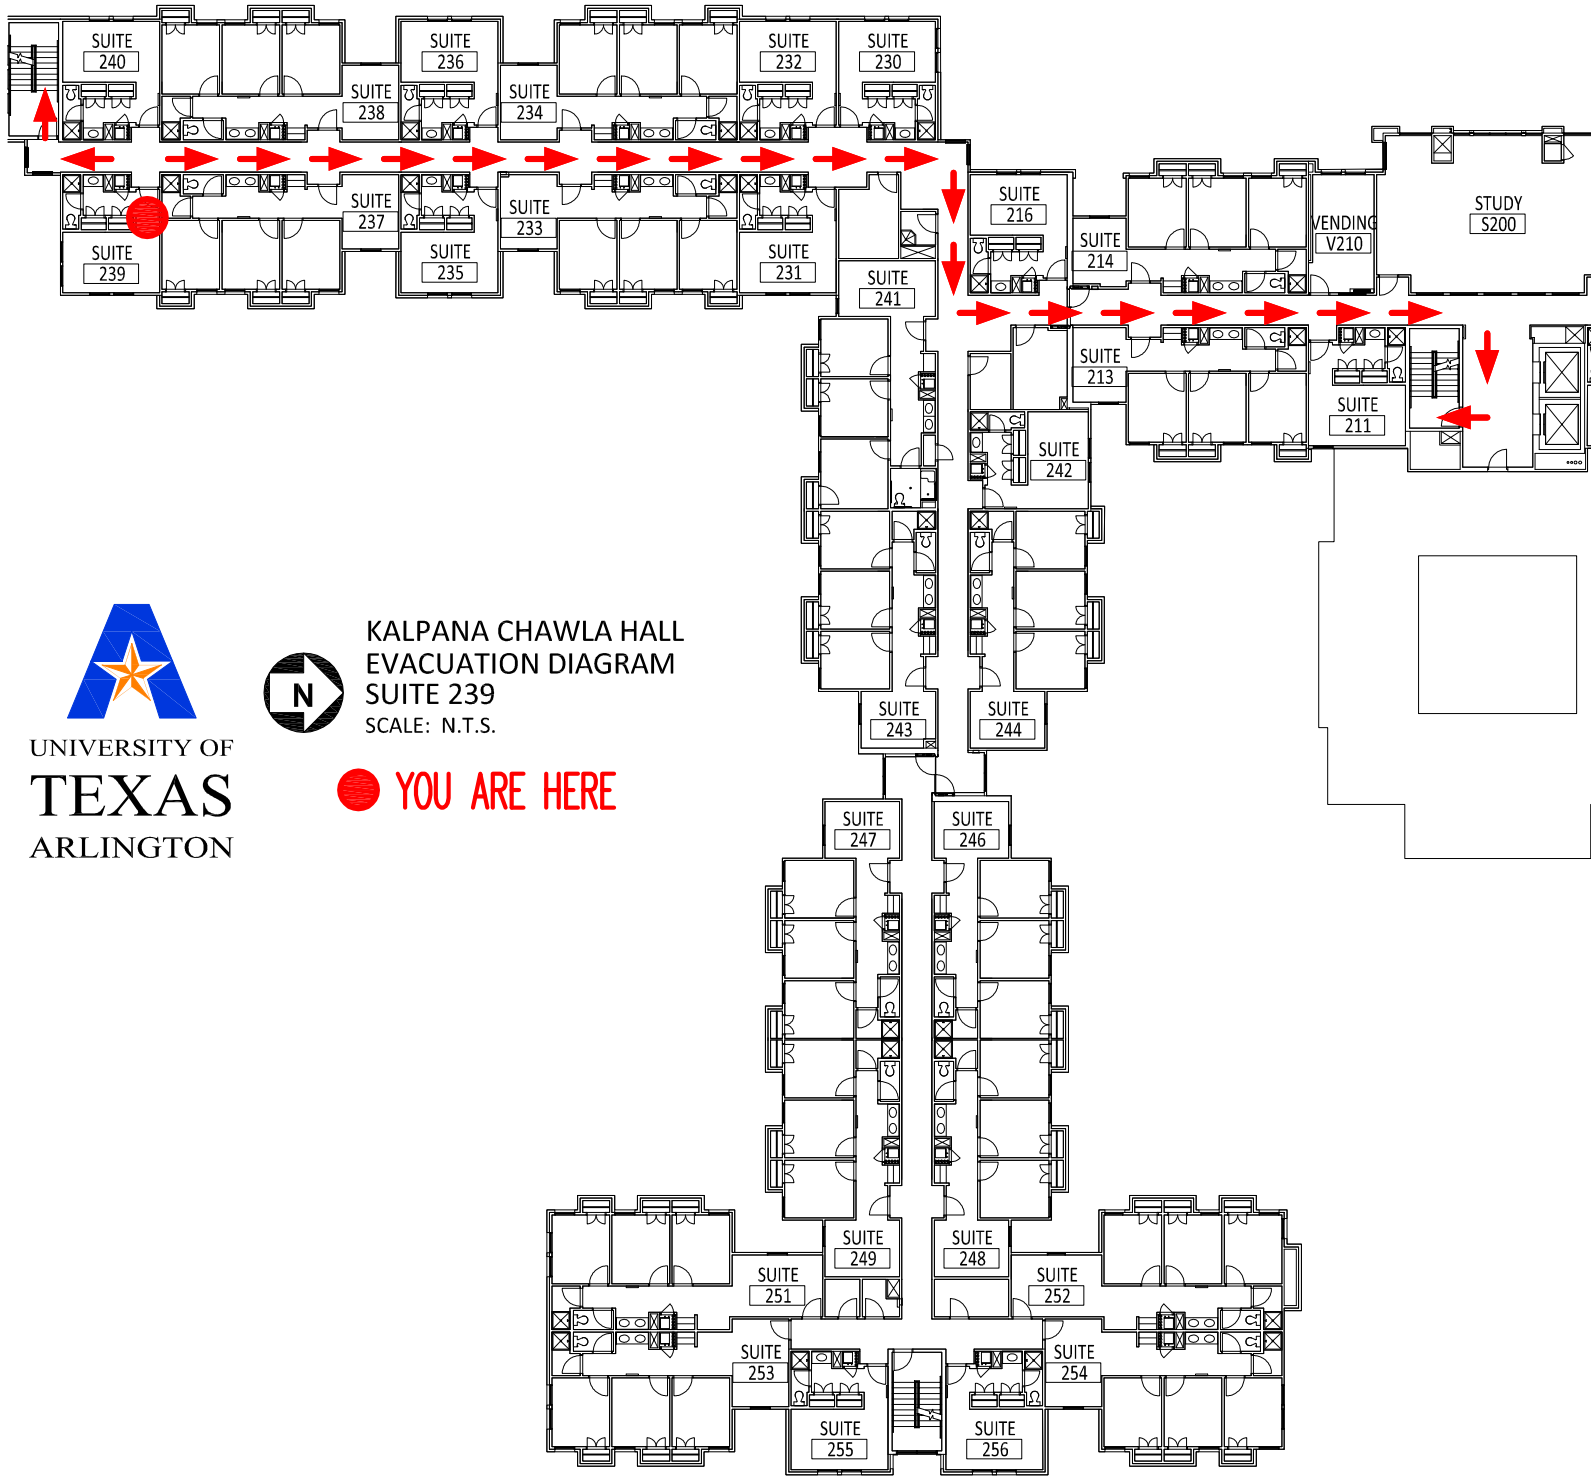 SUITE
240
SUITE
236
SUITE
232
SUITE
230
SUITE
238
SUITE
234
SUITE
216
STUDY
S200
VENDING
V210
SUITE
214
SUITE
237
SUITE
233
SUITE
239
SUITE
235
SUITE
231
SUITE
241
SUITE
213
SUITE
211
SUITE
242
SUITE
243
SUITE
244
UNIVERSITY OF
TEXAS
ARLINGTON
N
KALPANA CHAWLA HALL
EVACUATION DIAGRAM
SUITE 239
SCALE: N.T.S.
YOU ARE HERE
SUITE
247
SUITE
246
SUITE
249
SUITE
248
SUITE
251
SUITE
252
SUITE
253
SUITE
254
SUITE
255
SUITE
256